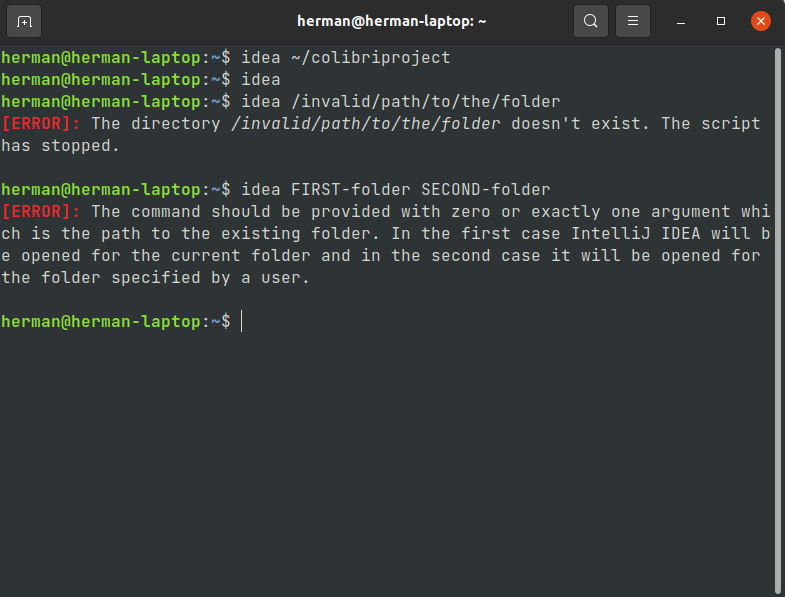 herman@herman-laptop: ~
herman@herman-laptop:~$ idea ~/colibriproject
herman@herman-laptop:~$ idea
herman@herman-laptop:~$ idea /invalid/path/to/the/folder
[ERROR]: The directory /invalid/path/to/the/folder doesn't exist. The script
has stopped.
herman@herman-laptop:~$ idea FIRST-folder SECOND-folder
[ERROR]: The command should be provided with zero or exactly one argument whi
ch is the path to the existing folder. In the first case IntelliJ IDEA will b
e opened for the current folder and in the second case it will be opened for
the folder specified by a user.
herman@herman-laptop:~$